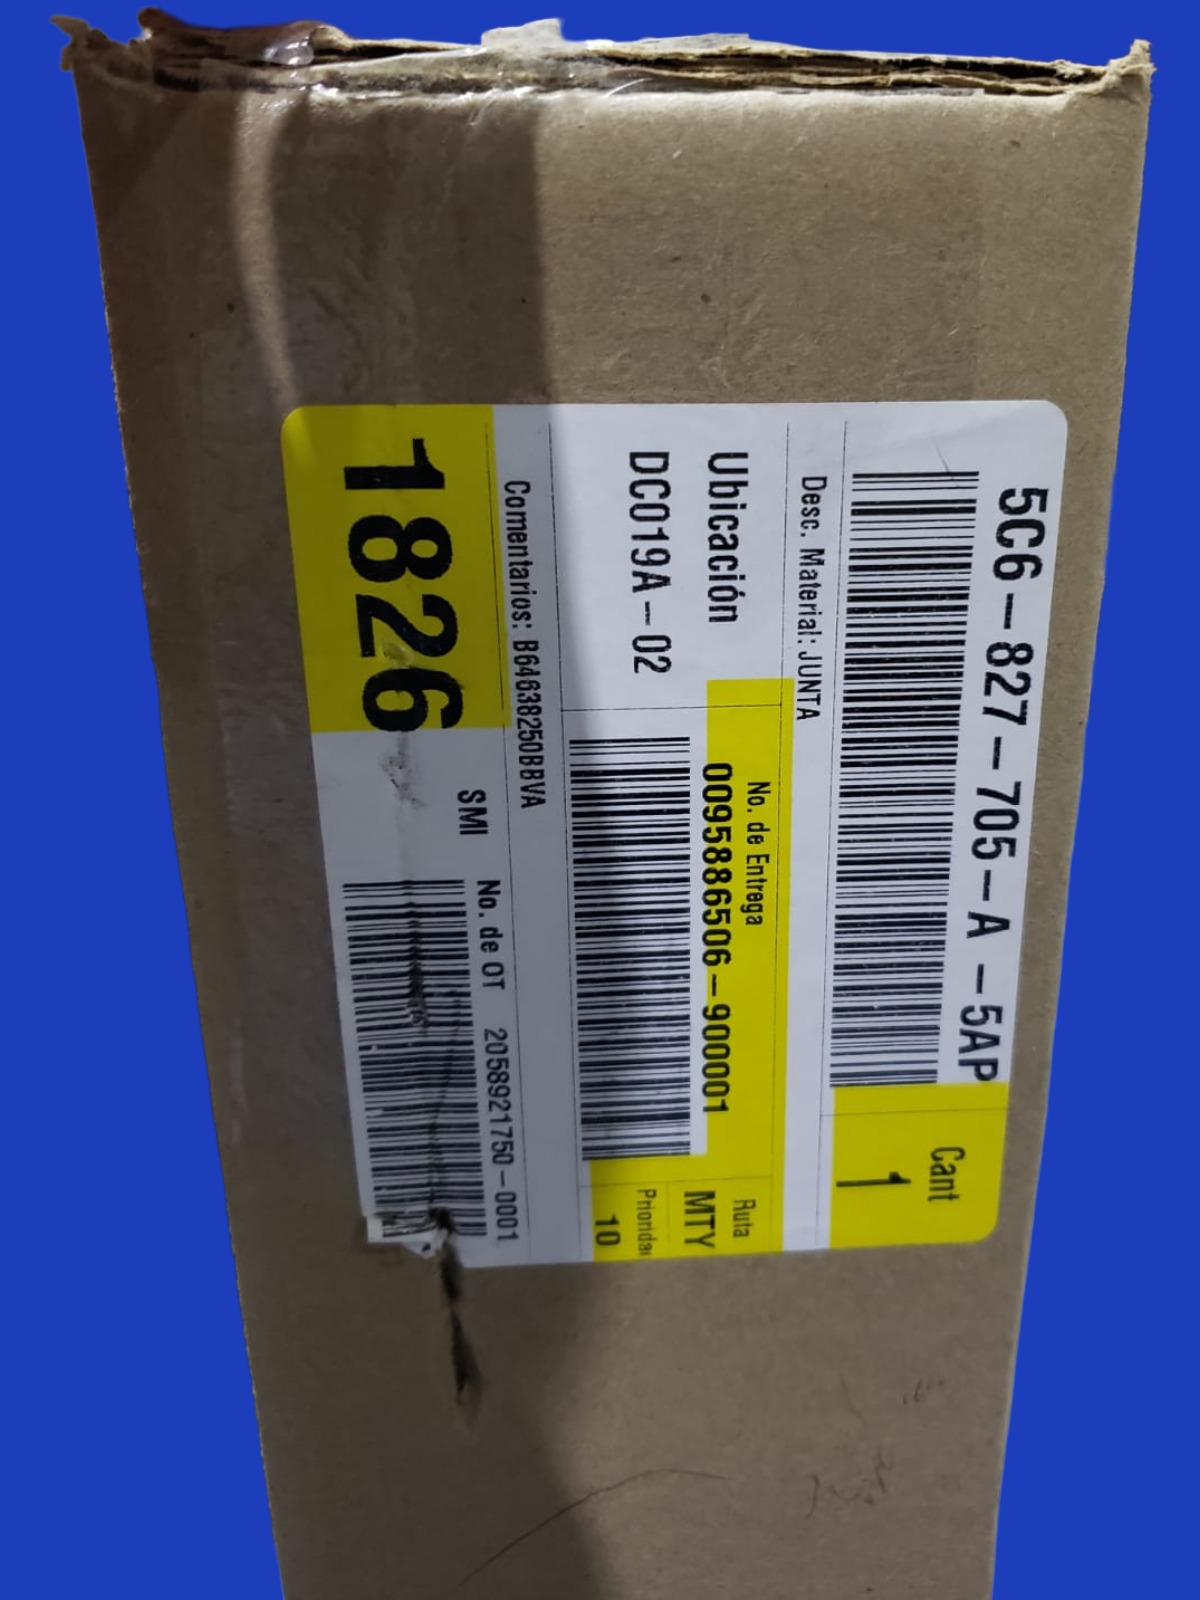 5C6-827-705-A -5AP
Cant
1
Desc. Material: JUNTA
Ubicación
DC019A-02
No. de Entrega
0095886506-900001
Ruta
MTY
Prioridad
10
Comentarios: B64638250BBVA
1826
SMI
No. de OT 2058921750-0001